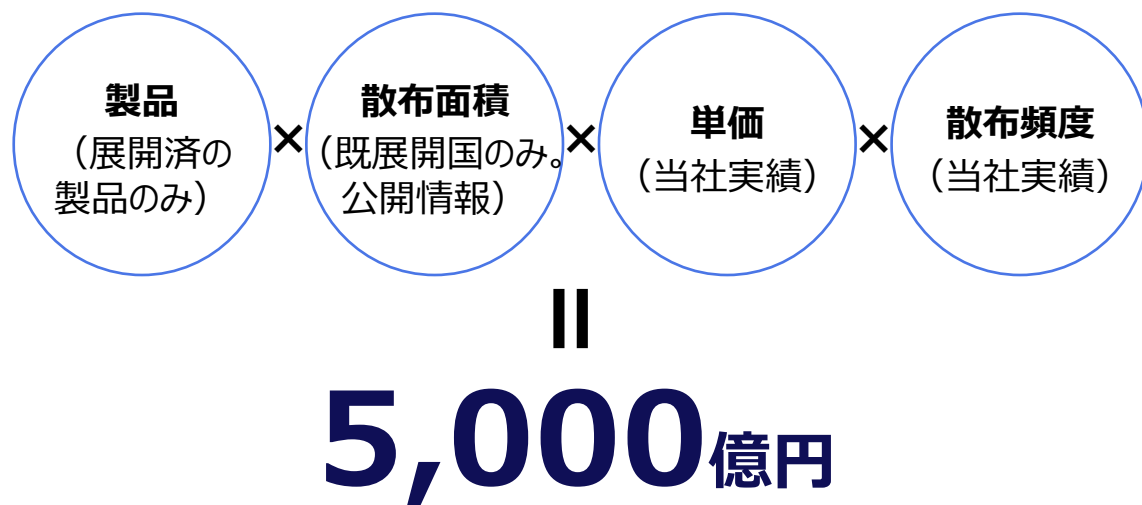 製品
（展開済の
製品のみ）
×
散布面積
（既展開国のみ。
公開情報）
×
単価
（当社実績）
×
散布頻度
（当社実績）
=
5,000億円